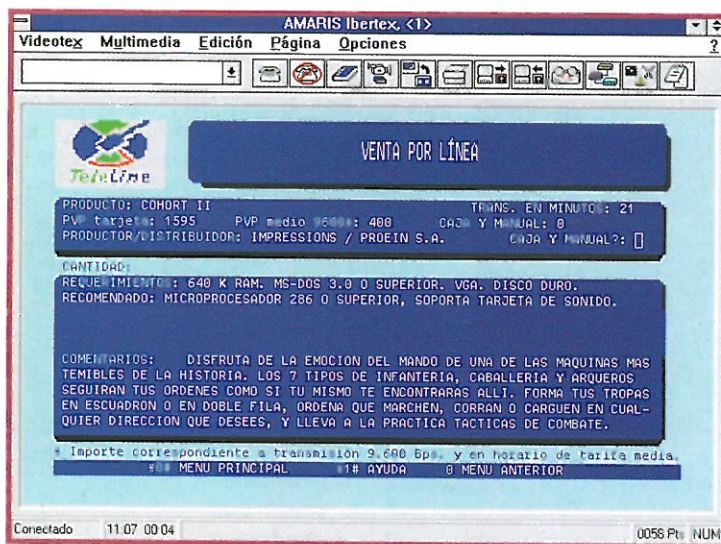 AMARIS Ibertex, <1>
Videotex Multimedia Edición Página Opciones ?
TeleLine
VENTA POR LÍNEA
PRODUCTO: COHORT II TRANS. EN MINUTOS: 21
PVP tarjeta: 1595 PVP medio 9600*: 400 CAJA Y MANUAL: 0
PRODUCTOR/DISTRIBUIDOR: IMPRESSIONS / PROEIN S.A. CAJA Y MANUAL?:
CANTIDAD:
REQUERIMIENTOS: 640 K RAM. MS-DOS 3.0 O SUPERIOR. VGA. DISCO DURO.
RECOMENDADO: MICROPROCESADOR 286 O SUPERIOR, SOPORTA TARJETA DE SONIDO.
COMENTARIOS: DISFRUTA DE LA EMOCION DEL MANDO DE UNA DE LAS MAQUINAS MAS
TEMIBLES DE LA HISTORIA. LOS 7 TIPOS DE INFANTERIA, CABALLERIA Y ARQUEROS
SEGUIRAN TUS ORDENES COMO SI TU MISMO TE ENCONTRARAS ALLI. FORMA TUS TROPAS
EN ESCUADRON O EN DOBLE FILA, ORDENA QUE MARCHEN, CORRAN O CARGUEN EN CUAL-
QUIER DIRECCION QUE DESEES, Y LLEVA A LA PRACTICA TACTICAS DE COMBATE.
* Importe correspondiente a transmisión 9.600 Bps. y en horario de tarifa media.
*0# MENU PRINCIPAL *1# AYUDA 0 MENU ANTERIOR
Conectado 11:07 00:04 0058 Pts NUM